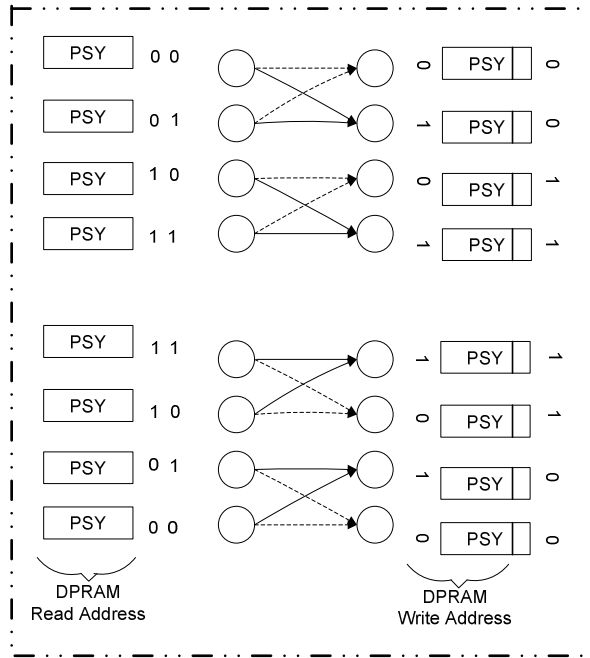 PSY 0 0 0 PSY 0
PSY 0 1 1 PSY 0
PSY 1 0 0 PSY 1
PSY 1 1 1 PSY 1
PSY 1 1 1 PSY 1
PSY 1 0 0 PSY 1
PSY 0 1 1 PSY 0
PSY 0 0 0 PSY 0
DPRAM
Read Address
DPRAM
Write Address